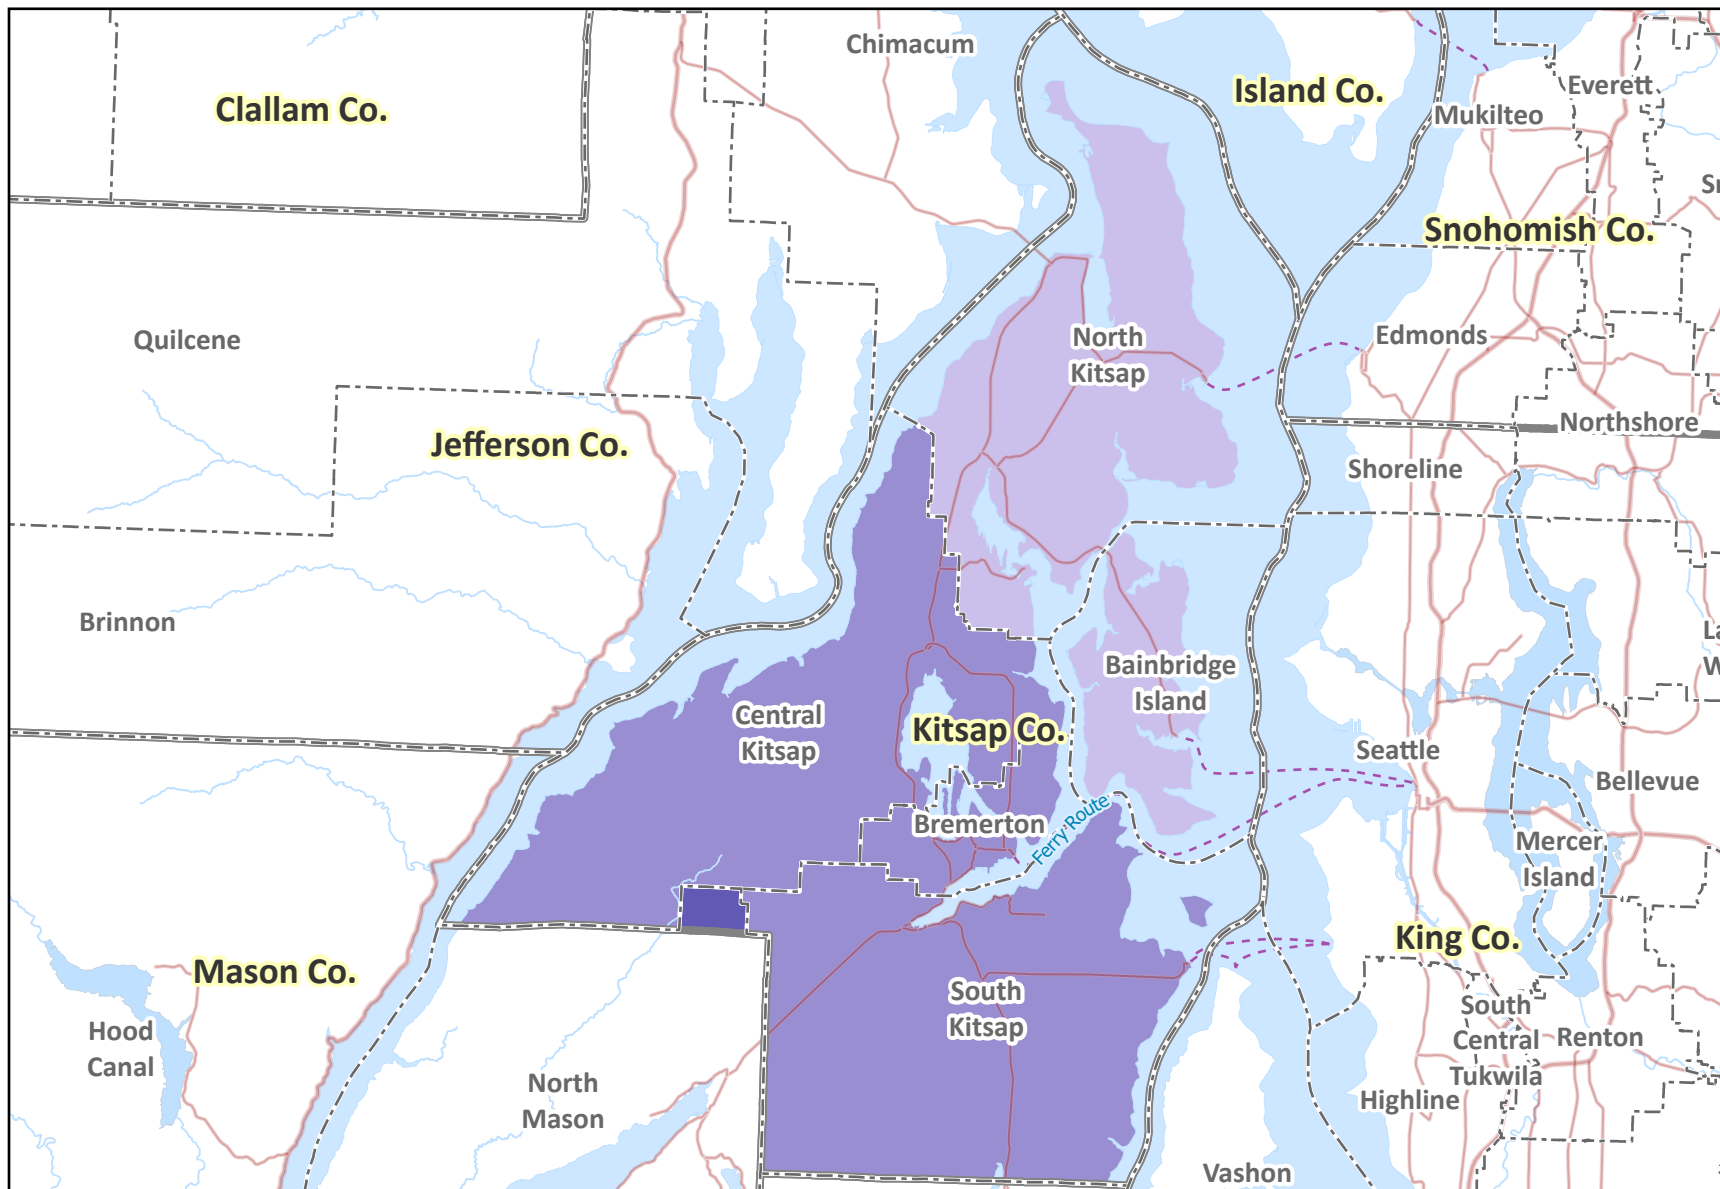 Chimacum
Clallam Co.
Island Co.
Everett
Mukilteo
Snohomish Co.
Quilcene
North
Kitsap
Edmonds
Northshore
Jefferson Co.
Shoreline
Brinnon
Bainbridge
Island
Central
Kitsap
Kitsap Co.
Seattle
Bellevue
Bremerton
Ferry Route
Mercer
Island
King Co.
Mason Co.
South
Kitsap
Hood
Canal
South
Central
Tukwila
Renton
North
Mason
Highline
Vashon